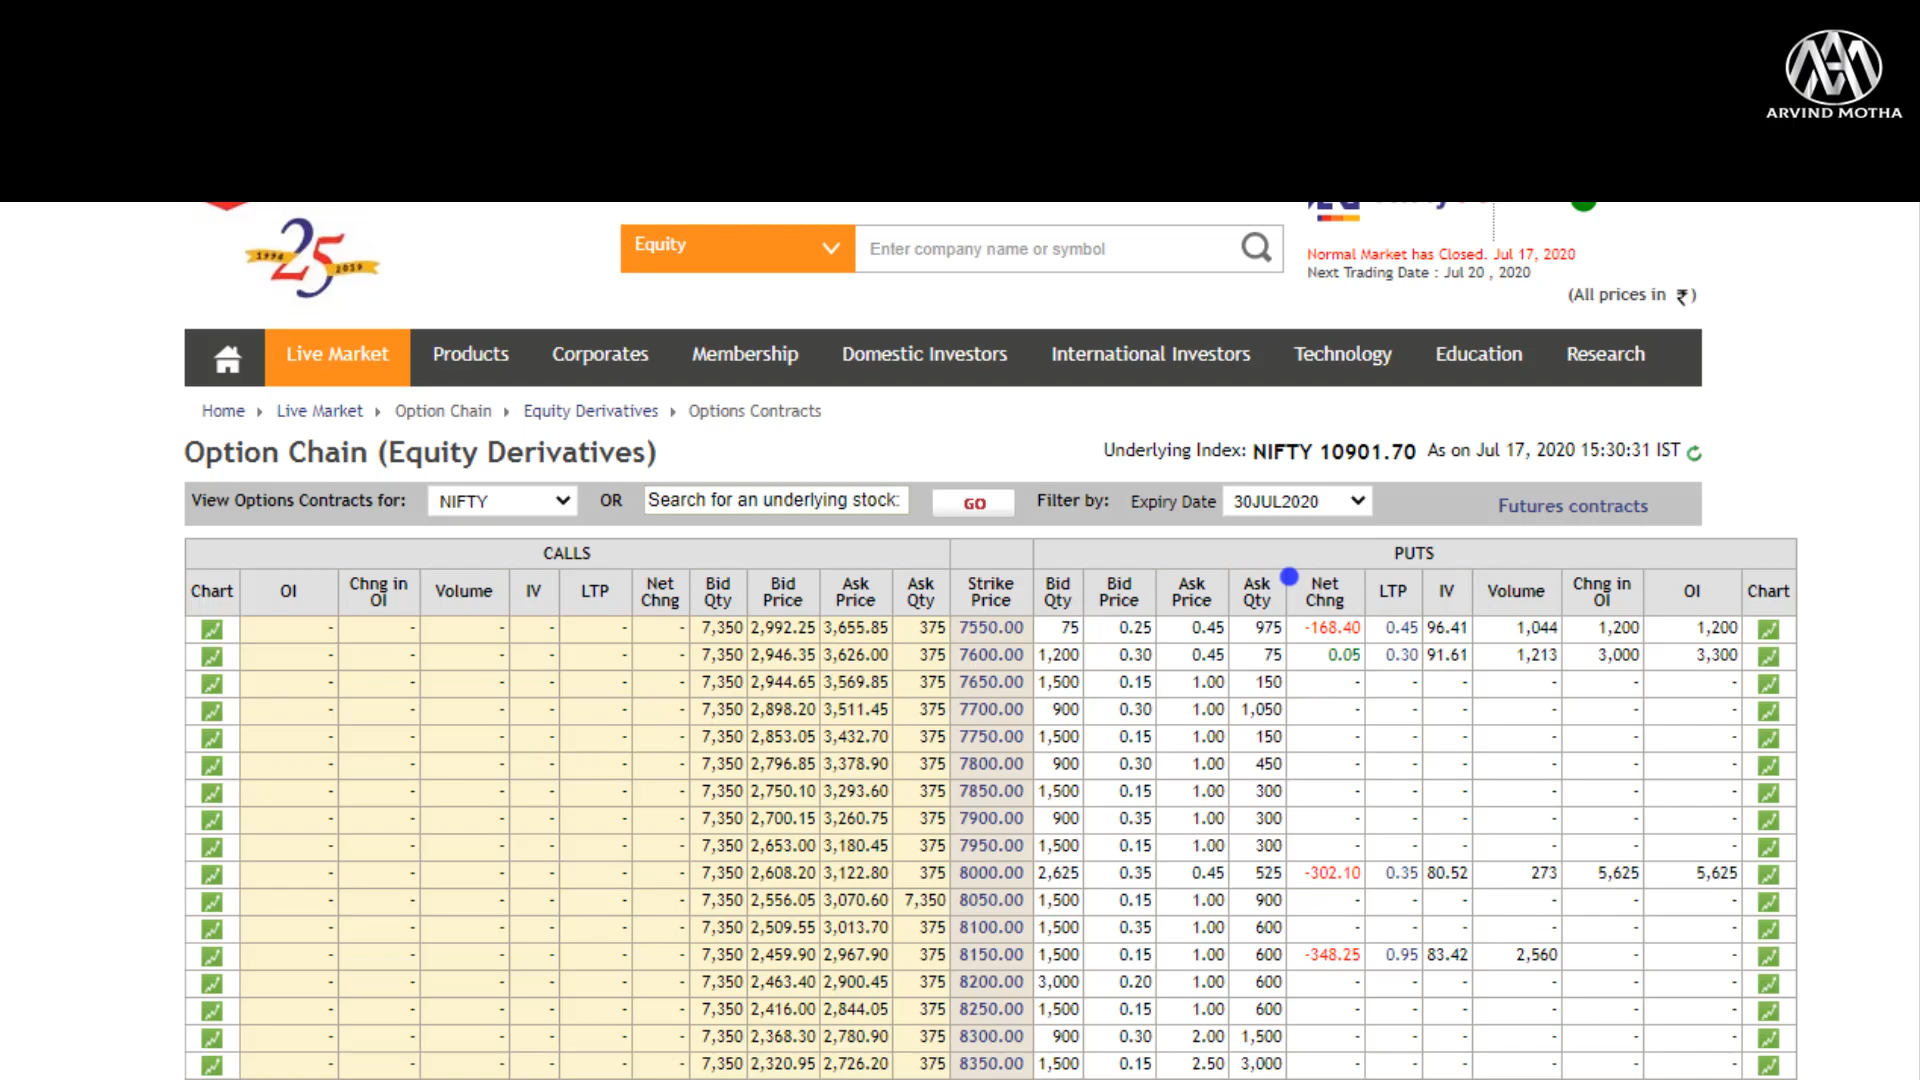 ARVIND MOTHA
1994 25 2019
Equity
Enter company name or symbol
Normal Market has Closed. Jul 17, 2020
Next Trading Date : Jul 20 , 2020
(All prices in ₹)
Live Market Products Corporates Membership Domestic Investors International Investors Technology Education Research
Home Live Market Option Chain Equity Derivatives Options Contracts
Option Chain (Equity Derivatives)
Underlying Index: NIFTY 10901.70 As on Jul 17, 2020 15:30:31 IST
View Options Contracts for: NIFTY OR Search for an underlying stock: GO Filter by: Expiry Date 30JUL2020 Futures contracts
CALLS PUTS
Chart OI Chng in OI Volume IV LTP Net Chng Bid Qty Bid Price Ask Price Ask Qty Strike Price Bid Qty Bid Price Ask Price Ask Qty Net Chng LTP IV Volume Chng in OI OI Chart
- - - - - - 7,350 2,992.25 3,655.85 375 7550.00 75 0.25 0.45 975 -168.40 0.45 96.41 1,044 1,200 1,200
- - - - - - 7,350 2,946.35 3,626.00 375 7600.00 1,200 0.30 0.45 75 0.05 0.30 91.61 1,213 3,000 3,300
- - - - - - 7,350 2,944.65 3,569.85 375 7650.00 1,500 0.15 1.00 150 - - - - - -
- - - - - - 7,350 2,898.20 3,511.45 375 7700.00 900 0.30 1.00 1,050 - - - - - -
- - - - - - 7,350 2,853.05 3,432.70 375 7750.00 1,500 0.15 1.00 150 - - - - - -
- - - - - - 7,350 2,796.85 3,378.90 375 7800.00 900 0.30 1.00 450 - - - - - -
- - - - - - 7,350 2,750.10 3,293.60 375 7850.00 1,500 0.15 1.00 300 - - - - - -
- - - - - - 7,350 2,700.15 3,260.75 375 7900.00 900 0.35 1.00 300 - - - - - -
- - - - - - 7,350 2,653.00 3,180.45 375 7950.00 1,500 0.15 1.00 300 - - - - - -
- - - - - - 7,350 2,608.20 3,122.80 375 8000.00 2,625 0.35 0.45 525 -302.10 0.35 80.52 273 5,625 5,625
- - - - - - 7,350 2,556.05 3,070.60 7,350 8050.00 1,500 0.15 1.00 900 - - - - - -
- - - - - - 7,350 2,509.55 3,013.70 375 8100.00 1,500 0.35 1.00 600 - - - - - -
- - - - - - 7,350 2,459.90 2,967.90 375 8150.00 1,500 0.15 1.00 600 -348.25 0.95 83.42 2,560 - -
- - - - - - 7,350 2,463.40 2,900.45 375 8200.00 3,000 0.20 1.00 600 - - - - - -
- - - - - - 7,350 2,416.00 2,844.05 375 8250.00 1,500 0.15 1.00 600 - - - - - -
- - - - - - 7,350 2,368.30 2,780.90 375 8300.00 900 0.30 2.00 1,500 - - - - - -
- - - - - - 7,350 2,320.95 2,726.20 375 8350.00 1,500 0.15 2.50 3,000 - - - - - -